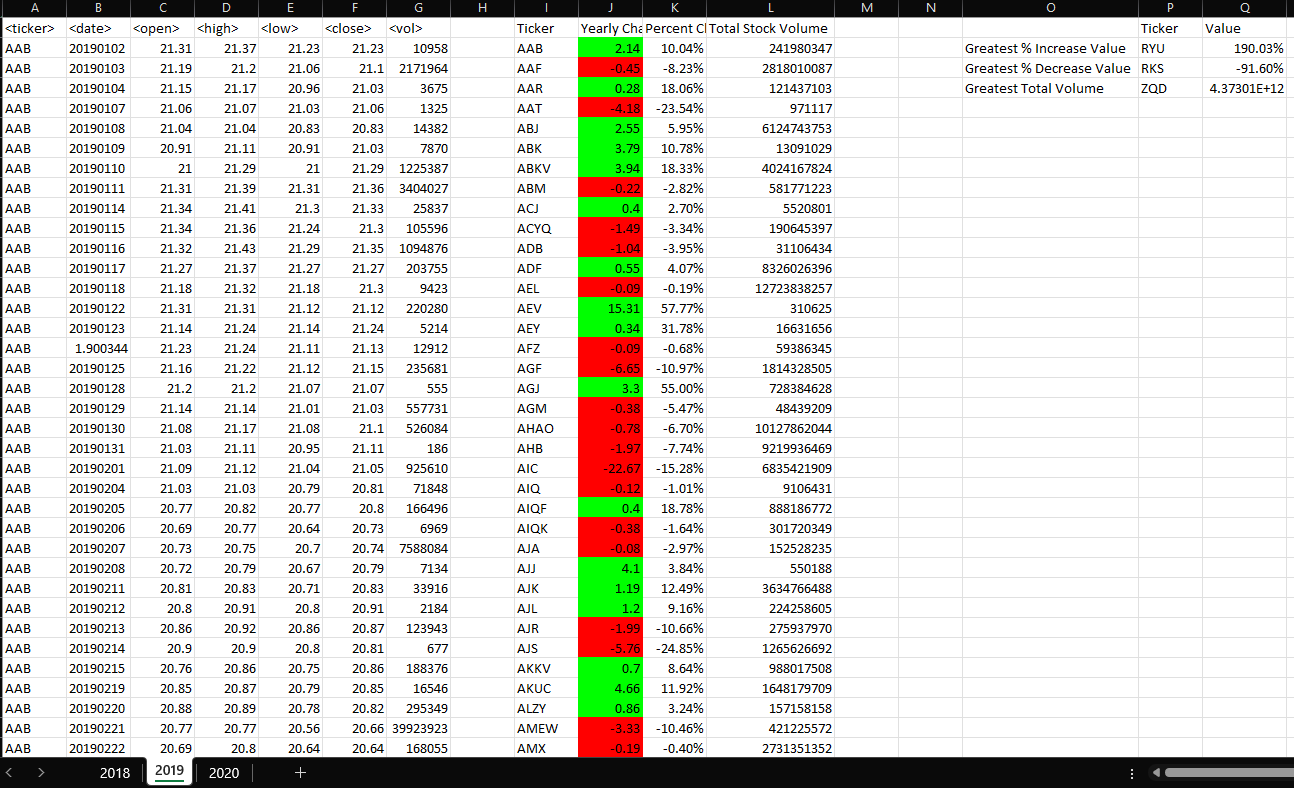 A B C D E F G H I J K L M N O P Q
<ticker> <date> <open> <high> <low> <close> <vol> Ticker Yearly Cha Percent Cl Total Stock Volume Ticker Value
AAB 20190102 21.31 21.37 21.23 21.23 10958 AAB 2.14 10.04% 241980347 Greatest % Increase Value RYU 190.03%
AAB 20190103 21.19 21.2 21.06 21.1 2171964 AAF -0.45 -8.23% 2818010087 Greatest % Decrease Value RKS -91.60%
AAB 20190104 21.15 21.17 20.96 21.03 3675 AAR 0.28 18.06% 121437103 Greatest Total Volume ZQD 4.37301E+12
AAB 20190107 21.06 21.07 21.03 21.06 1325 AAT -4.18 -23.54% 971117
AAB 20190108 21.04 21.04 20.83 20.83 14382 ABJ 2.55 5.95% 6124743753
AAB 20190109 20.91 21.11 20.91 21.03 7870 ABK 3.79 10.78% 13091029
AAB 20190110 21 21.29 21 21.29 1225387 ABKV 3.94 18.33% 4024167824
AAB 20190111 21.31 21.39 21.31 21.36 3404027 ABM -0.22 -2.82% 581771223
AAB 20190114 21.34 21.41 21.3 21.33 25837 ACJ 0.4 2.70% 5520801
AAB 20190115 21.34 21.36 21.24 21.3 105596 ACYQ -1.49 -3.34% 190645397
AAB 20190116 21.32 21.43 21.29 21.35 1094876 ADB -1.04 -3.95% 31106434
AAB 20190117 21.27 21.37 21.27 21.27 203755 ADF 0.55 4.07% 8326026396
AAB 20190118 21.18 21.32 21.18 21.3 9423 AEL -0.09 -0.19% 12723838257
AAB 20190122 21.31 21.31 21.12 21.12 220280 AEV 15.31 57.77% 310625
AAB 20190123 21.14 21.24 21.14 21.24 5214 AEY 0.34 31.78% 16631656
AAB 1.900344 21.23 21.24 21.11 21.13 12912 AFZ -0.09 -0.68% 59386345
AAB 20190125 21.16 21.22 21.12 21.15 235681 AGF -6.65 -10.97% 1814328505
AAB 20190128 21.2 21.2 21.07 21.07 555 AGJ 3.3 55.00% 728384628
AAB 20190129 21.14 21.14 21.01 21.03 557731 AGM -0.38 -5.47% 48439209
AAB 20190130 21.08 21.17 21.08 21.1 526084 AHAO -0.78 -6.70% 10127862044
AAB 20190131 21.03 21.11 20.95 21.11 186 AHB -1.97 -7.74% 9219936469
AAB 20190201 21.09 21.12 21.04 21.05 925610 AIC -22.67 -15.28% 6835421909
AAB 20190204 21.03 21.03 20.79 20.81 71848 AIQ -0.12 -1.01% 9106431
AAB 20190205 20.77 20.82 20.77 20.8 166496 AIQF 0.4 18.78% 888186772
AAB 20190206 20.69 20.77 20.64 20.73 6969 AIQK -0.38 -1.64% 301720349
AAB 20190207 20.73 20.75 20.7 20.74 7588084 AJA -0.08 -2.97% 152528235
AAB 20190208 20.72 20.79 20.67 20.79 7134 AJJ 4.1 3.84% 550188
AAB 20190211 20.81 20.83 20.71 20.83 33916 AJK 1.19 12.49% 3634766488
AAB 20190212 20.8 20.91 20.8 20.91 2184 AJL 1.2 9.16% 224258605
AAB 20190213 20.86 20.92 20.86 20.87 123943 AJR -1.99 -10.66% 275937970
AAB 20190214 20.9 20.9 20.8 20.81 677 AJS -5.76 -24.85% 1265626692
AAB 20190215 20.76 20.86 20.75 20.86 188376 AKKV 0.7 8.64% 988017508
AAB 20190219 20.85 20.87 20.79 20.85 16546 AKUC 4.66 11.92% 1648179709
AAB 20190220 20.88 20.89 20.78 20.82 295349 ALZY 0.86 3.24% 157158158
AAB 20190221 20.77 20.77 20.56 20.66 39923923 AMEW -3.33 -10.46% 421225572
AAB 20190222 20.69 20.8 20.64 20.64 168055 AMX -0.19 -0.40% 2731351352
2018 2019 2020